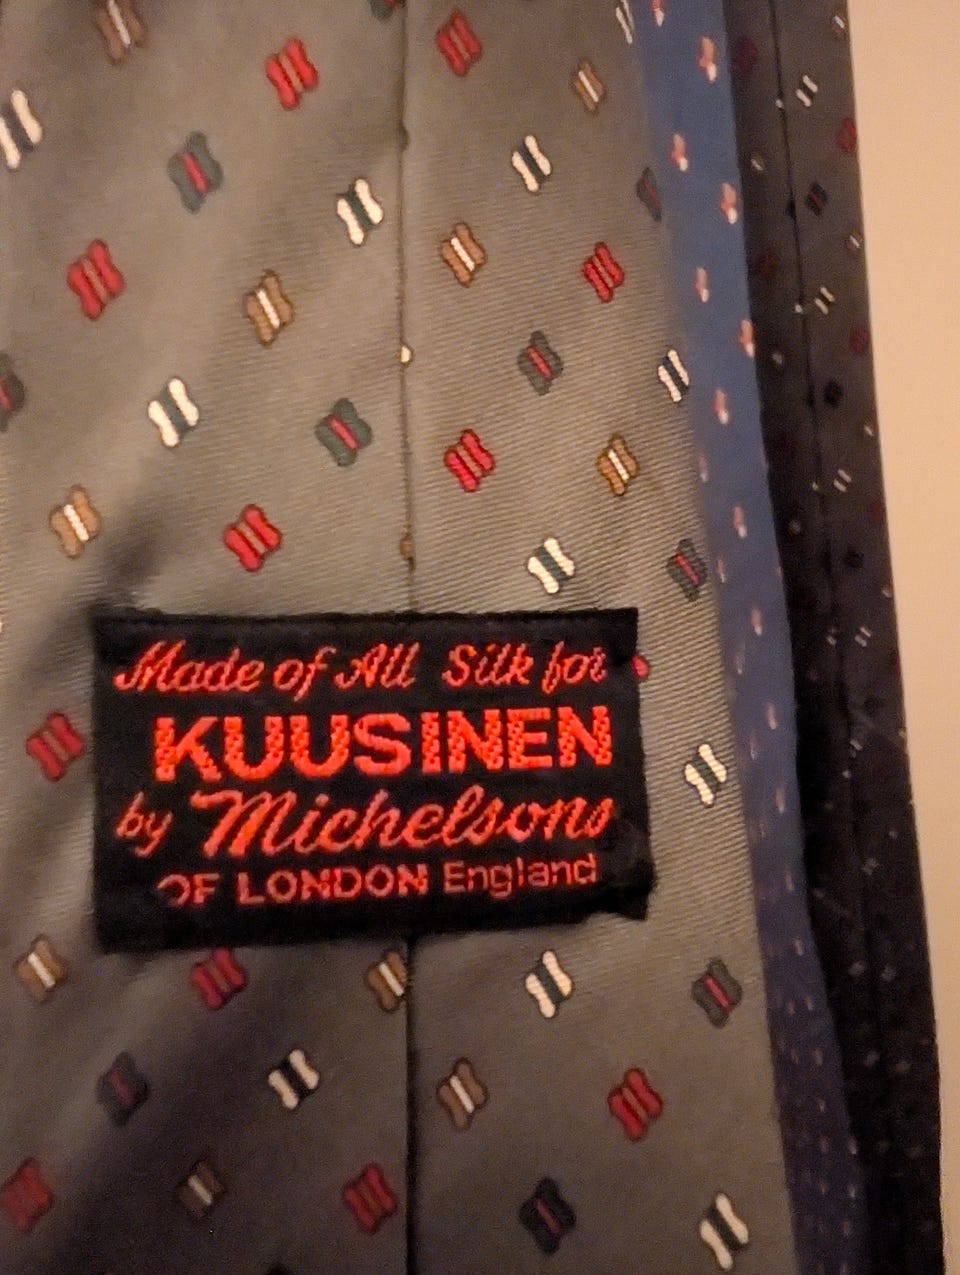 Made of All Silk for
KUUSINEN
by Michelsons
OF LONDON England